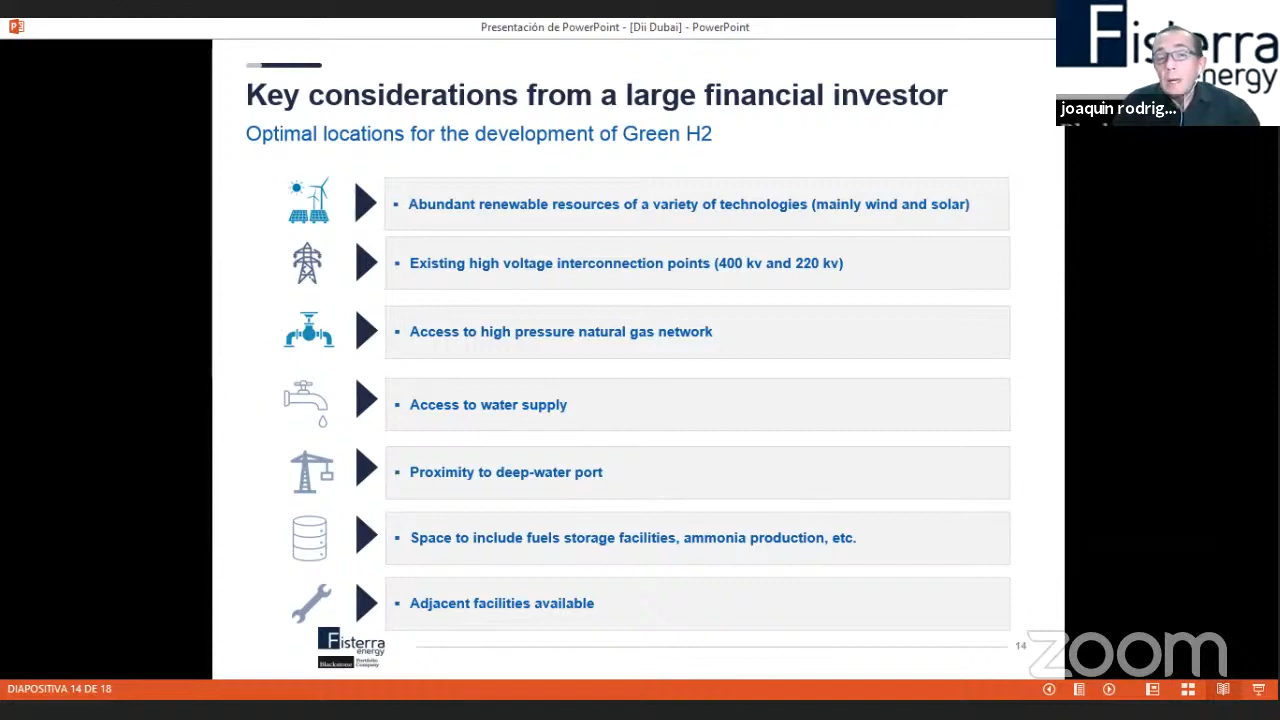 Presentación de PowerPoint - [Dii Dubai] - PowerPoint
Fisterra
energy
joaquin rodrig...
Key considerations from a large financial investor
Optimal locations for the development of Green H2
Abundant renewable resources of a variety of technologies (mainly wind and solar)
Existing high voltage interconnection points (400 kv and 220 kv)
Access to high pressure natural gas network
Access to water supply
Proximity to deep-water port
Space to include fuels storage facilities, ammonia production, etc.
Adjacent facilities available
Fisterra
energy
Blackstone Portfolio Company
14
zoom
DIAPOSITIVA 14 DE 18